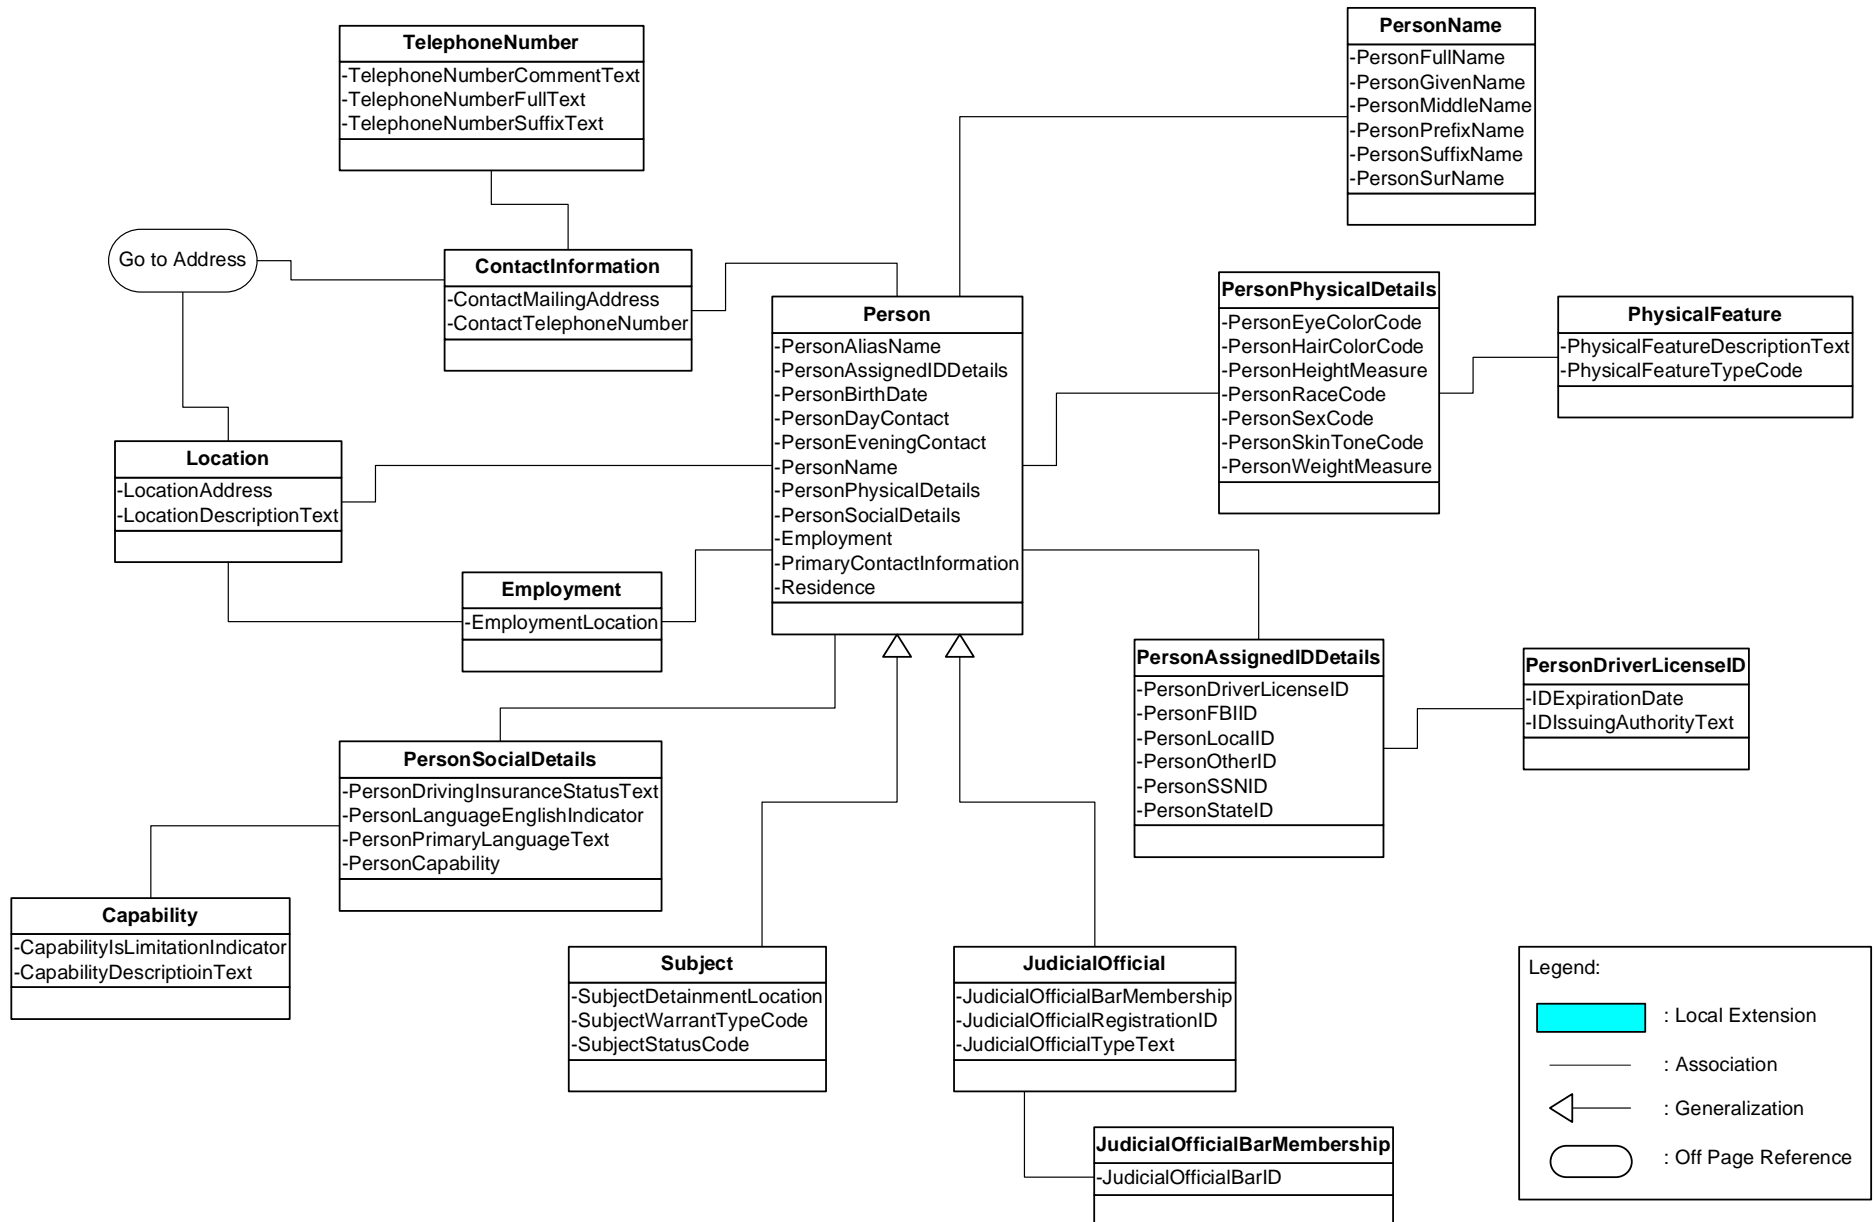 TelephoneNumber
-TelephoneNumberCommentText
-TelephoneNumberFullText
-TelephoneNumberSuffixText
PersonName
-PersonFullName
-PersonGivenName
-PersonMiddleName
-PersonPrefixName
-PersonSuffixName
-PersonSurName
Go to Address
ContactInformation
-ContactMailingAddress
-ContactTelephoneNumber
Person
-PersonAliasName
-PersonAssignedIDDetails
-PersonBirthDate
-PersonDayContact
-PersonEveningContact
-PersonName
-PersonPhysicalDetails
-PersonSocialDetails
-Employment
-PrimaryContactInformation
-Residence
PersonPhysicalDetails
-PersonEyeColorCode
-PersonHairColorCode
-PersonHeightMeasure
-PersonRaceCode
-PersonSexCode
-PersonSkinToneCode
-PersonWeightMeasure
PhysicalFeature
-PhysicalFeatureDescriptionText
-PhysicalFeatureTypeCode
Location
-LocationAddress
-LocationDescriptionText
Employment
-EmploymentLocation
PersonAssignedIDDetails
-PersonDriverLicenseID
-PersonFBIID
-PersonLocalID
-PersonOtherID
-PersonSSNID
-PersonStateID
PersonDriverLicenseID
-IDExpirationDate
-IDIssuingAuthorityText
PersonSocialDetails
-PersonDrivingInsuranceStatusText
-PersonLanguageEnglishIndicator
-PersonPrimaryLanguageText
-PersonCapability
Capability
-CapabilityIsLimitationIndicator
-CapabilityDescriptioinText
Subject
-SubjectDetainmentLocation
-SubjectWarrantTypeCode
-SubjectStatusCode
JudicialOfficial
-JudicialOfficialBarMembership
-JudicialOfficialRegistrationID
-JudicialOfficialTypeText
JudicialOfficialBarMembership
-JudicialOfficialBarID
Legend:
: Local Extension
: Association
: Generalization
: Off Page Reference